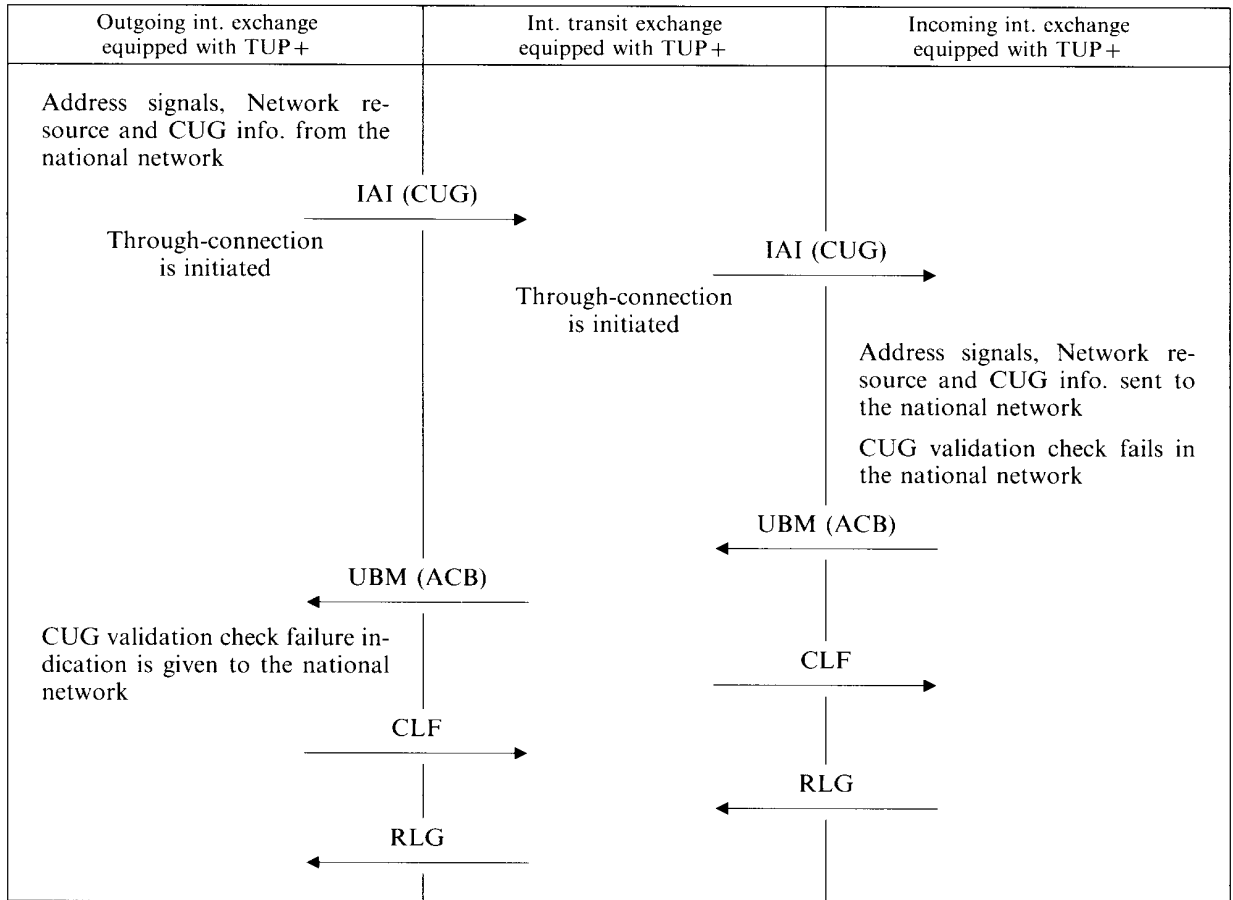 Outgoing int. exchange
equipped with TUP+
Int. transit exchange
equipped with TUP+
Incoming int. exchange
equipped with TUP+
Address signals, Network re-
source and CUG info. from the
national network
IAI (CUG)
Through-connection
is initiated
IAI (CUG)
Through-connection
is initiated
Address signals, Network re-
source and CUG info. sent to
the national network
CUG validation check fails in
the national network
UBM (ACB)
UBM (ACB)
CUG validation check failure in-
dication is given to the national
network
CLF
CLF
RLG
RLG